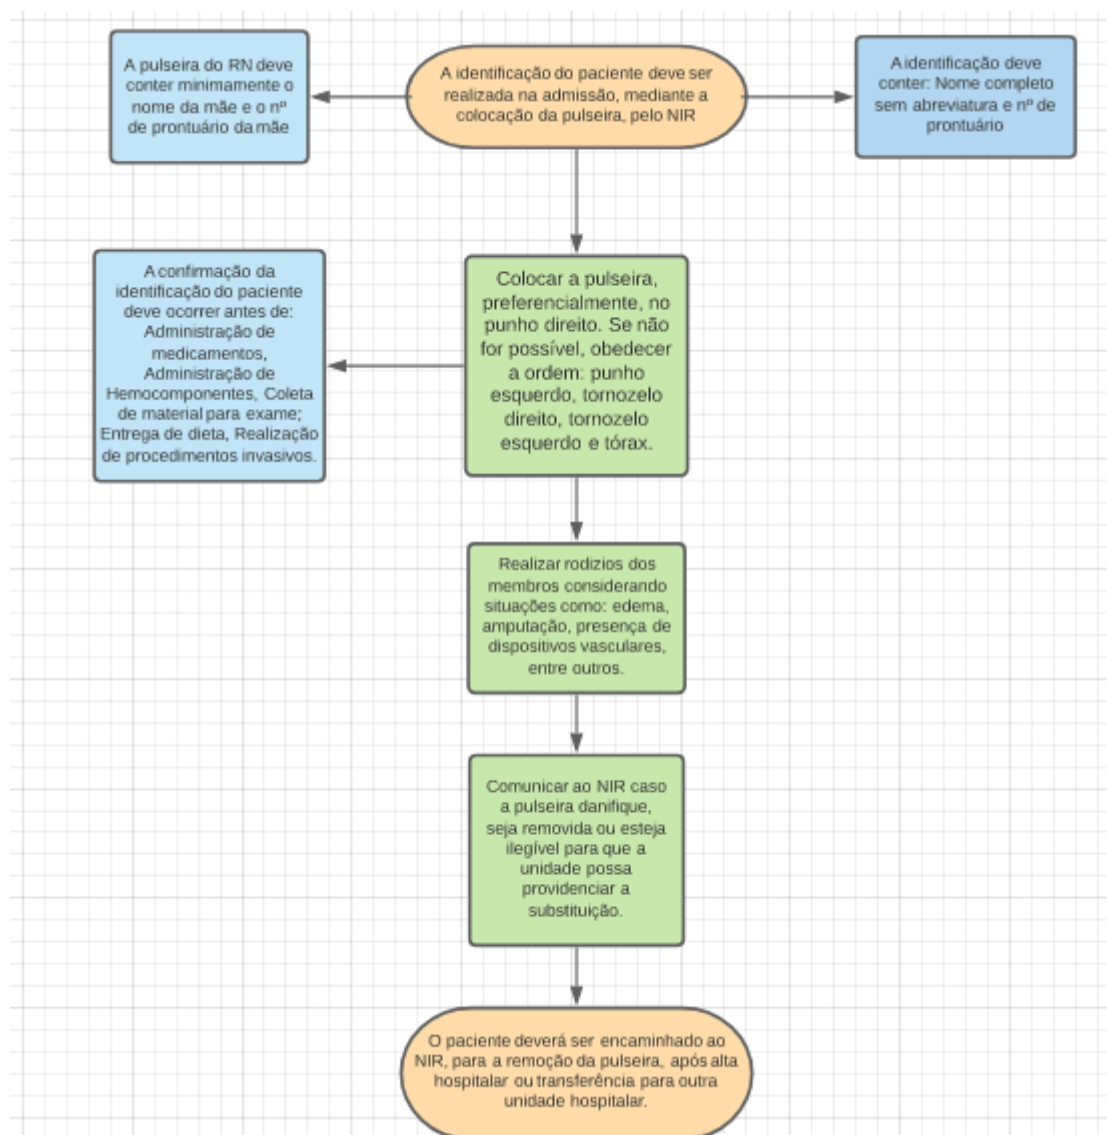 A pulseira do RN deve
conter minimamente o
nome da mãe e o nº
de prontuário da mãe
A identificação do paciente deve ser
realizada na admissão, mediante a
colocação da pulseira, pelo NIR
A identificação deve
conter: Nome completo
sem abreviatura e nº de
prontuário
A confirmação da
identificação do paciente
deve ocorrer antes de:
Administração de
medicamentos,
Administração de
Hemocomponentes, Coleta
de material para exame;
Entrega de dieta, Realização
de procedimentos invasivos.
Colocar a pulseira,
preferencialmente, no
punho direito. Se não
for possível, obedecer
a ordem: punho
esquerdo, tornozelo
direito, tornozelo
esquerdo e tórax.
Realizar rodizios dos
membros considerando
situações como: edema,
amputação, presença de
dispositivos vasculares,
entre outros.
Comunicar ao NIR caso
a pulseira danifique,
seja removida ou esteja
ilegível para que a
unidade possa
providenciar a
substituição.
O paciente deverá ser encaminhado ao
NIR, para a remoção da pulseira, após alta
hospitalar ou transferência para outra
unidade hospitalar.